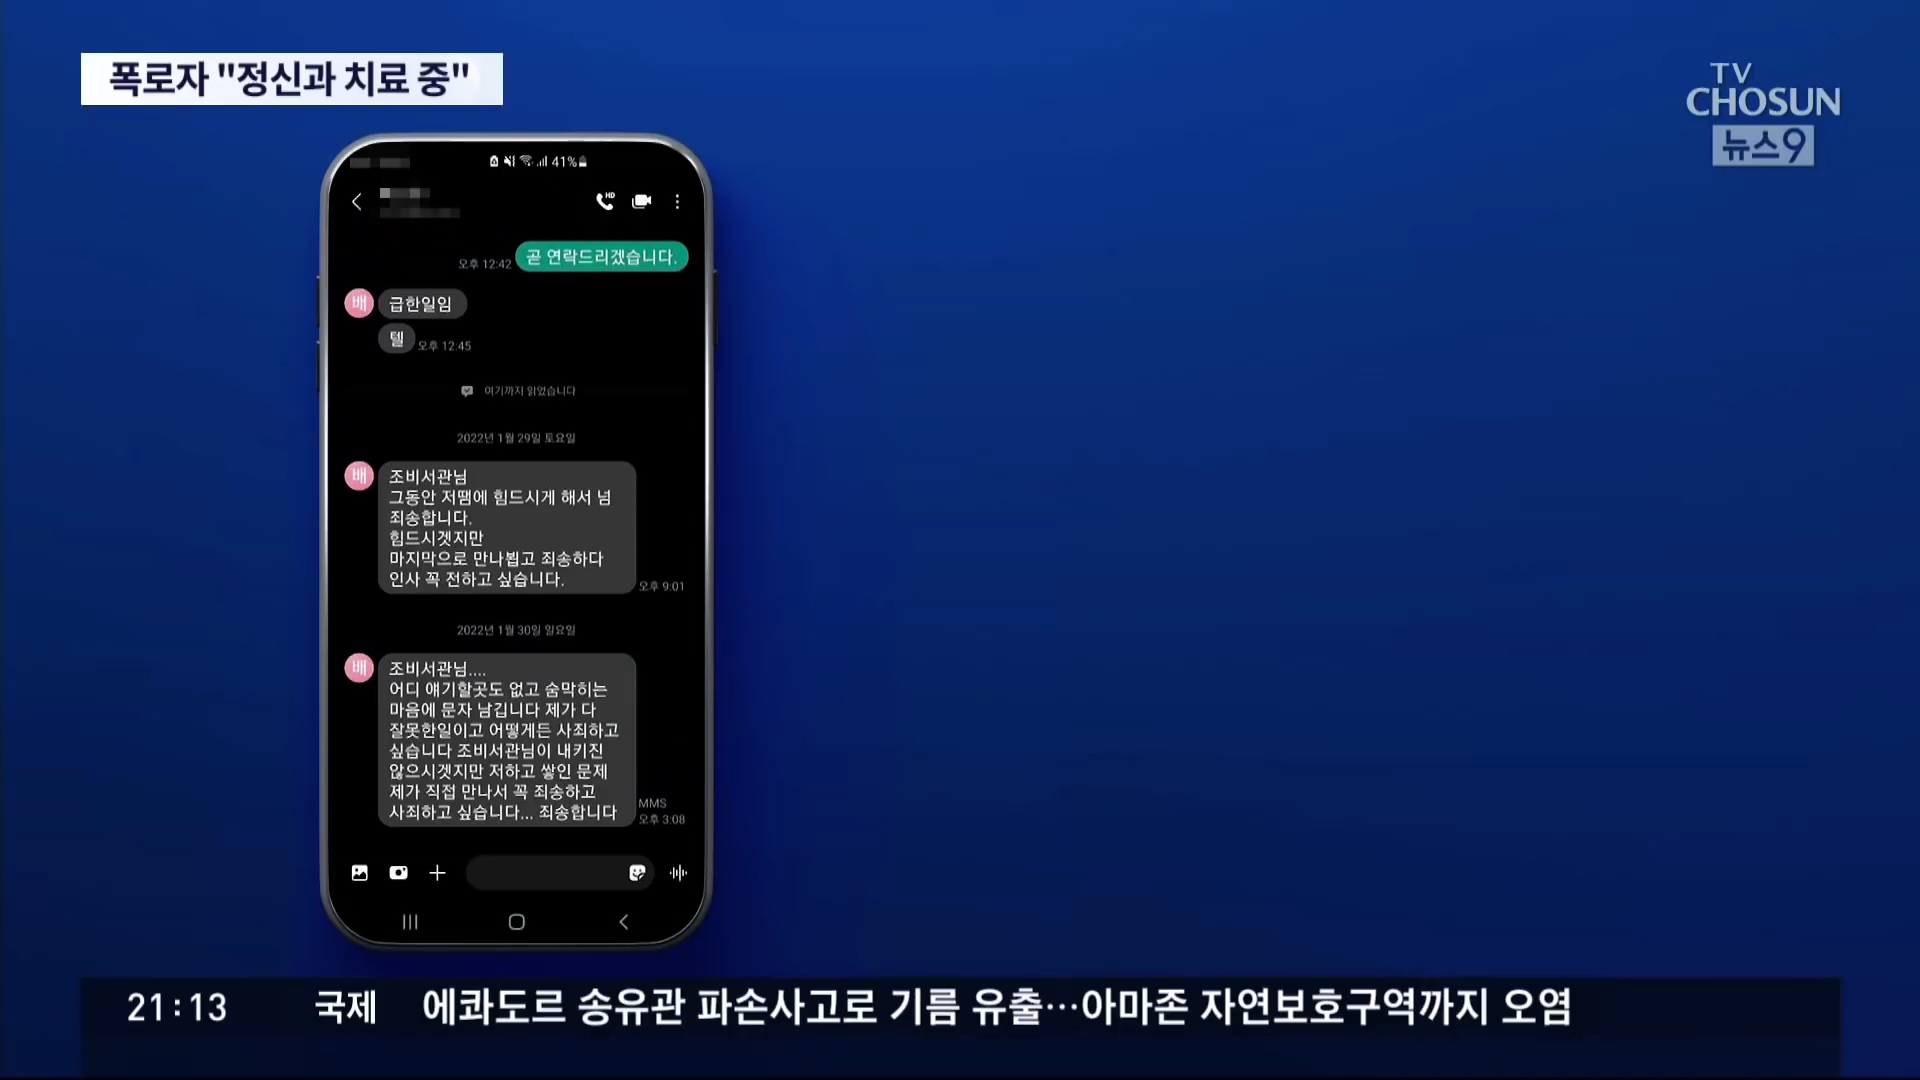 폭로자 "정신과 치료 중"
TV
CHOSUN
뉴스9
41%
HD
곧 연락드리겠습니다.
오후 12:42
배
급한일임
텔
오후 12:45
여기까지 읽었습니다
2022년 1월 29일 토요일
배
조비서관님
그동안 저땜에 힘드시게 해서 넘
죄송합니다.
힘드시겟지만
마지막으로 만나뵙고 죄송하다
인사 꼭 전하고 싶습니다.
오후 9:01
2022년 1월 30일 일요일
배
조비서관님....
어디 얘기할곳도 없고 숨막히는
마음에 문자 남깁니다 제가 다
잘못한일이고 어떻게든 사죄하고
싶습니다 조비서관님이 내키진
않으시겟지만 저하고 쌓인 문제
제가 직접 만나서 꼭 죄송하고
사죄하고 싶습니다... 죄송합니다
MMS
오후 3:08
21:13 국제 에콰도르 송유관 파손사고로 기름 유출…아마존 자연보호구역까지 오염